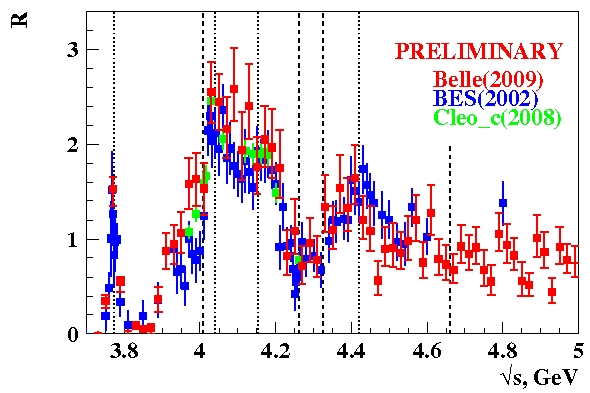 R
3
2
1
0
PRELIMINARY
Belle(2009)
BES(2002)
Cleo_c(2008)
3.8 4 4.2 4.4 4.6 4.8 5
√s, GeV